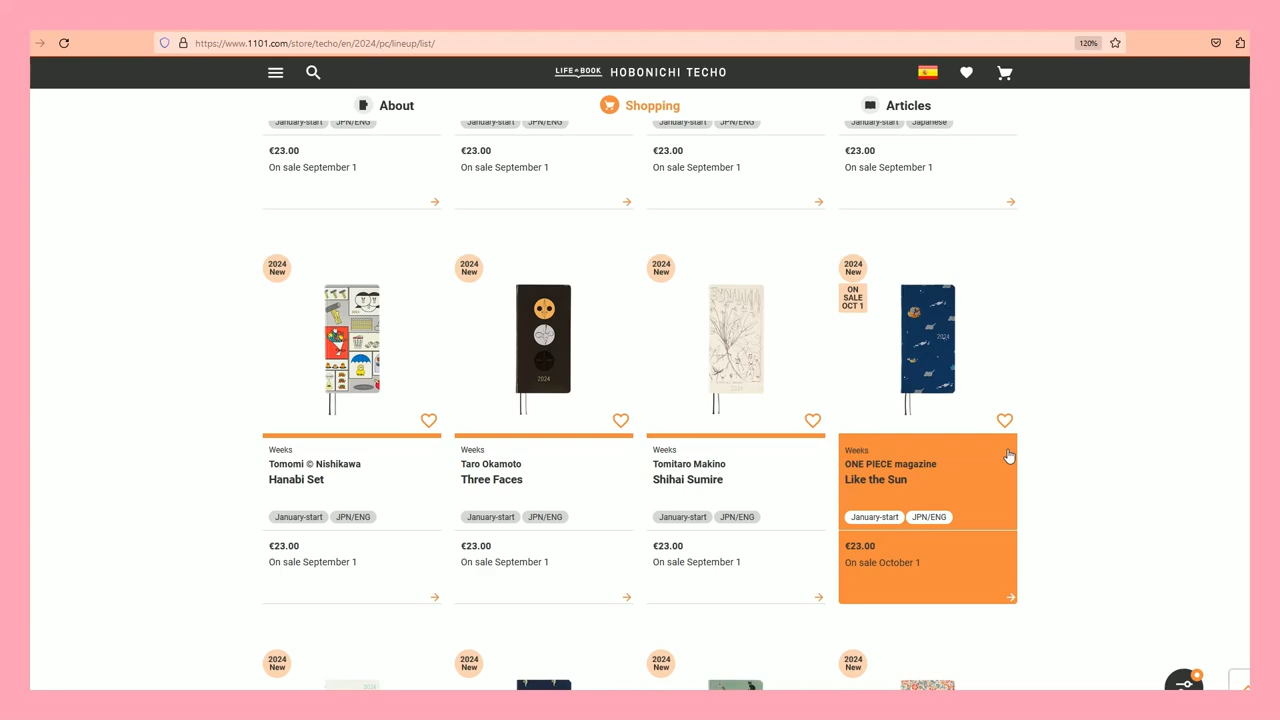 https://www.1101.com/store/techo/en/2024/pc/lineup/list/
120%
LIFE BOOK HOBONICHI TECHO
About
Shopping
Articles
January-start JPN/ENG
January-start JPN/ENG
January-start JPN/ENG
January-start Japanese
€23.00
€23.00
€23.00
€23.00
On sale September 1
On sale September 1
On sale September 1
On sale September 1
2024 New
2024 New
2024 New
2024 New
ON SALE OCT 1
2024
2024
2024
Weeks
Tomomi © Nishikawa
Hanabi Set
January-start JPN/ENG
€23.00
On sale September 1
Weeks
Taro Okamoto
Three Faces
January-start JPN/ENG
€23.00
On sale September 1
Weeks
Tomitaro Makino
Shihai Sumire
January-start JPN/ENG
€23.00
On sale September 1
Weeks
ONE PIECE magazine
Like the Sun
January-start JPN/ENG
€23.00
On sale October 1
2024 New
2024 New
2024 New
2024 New
2024